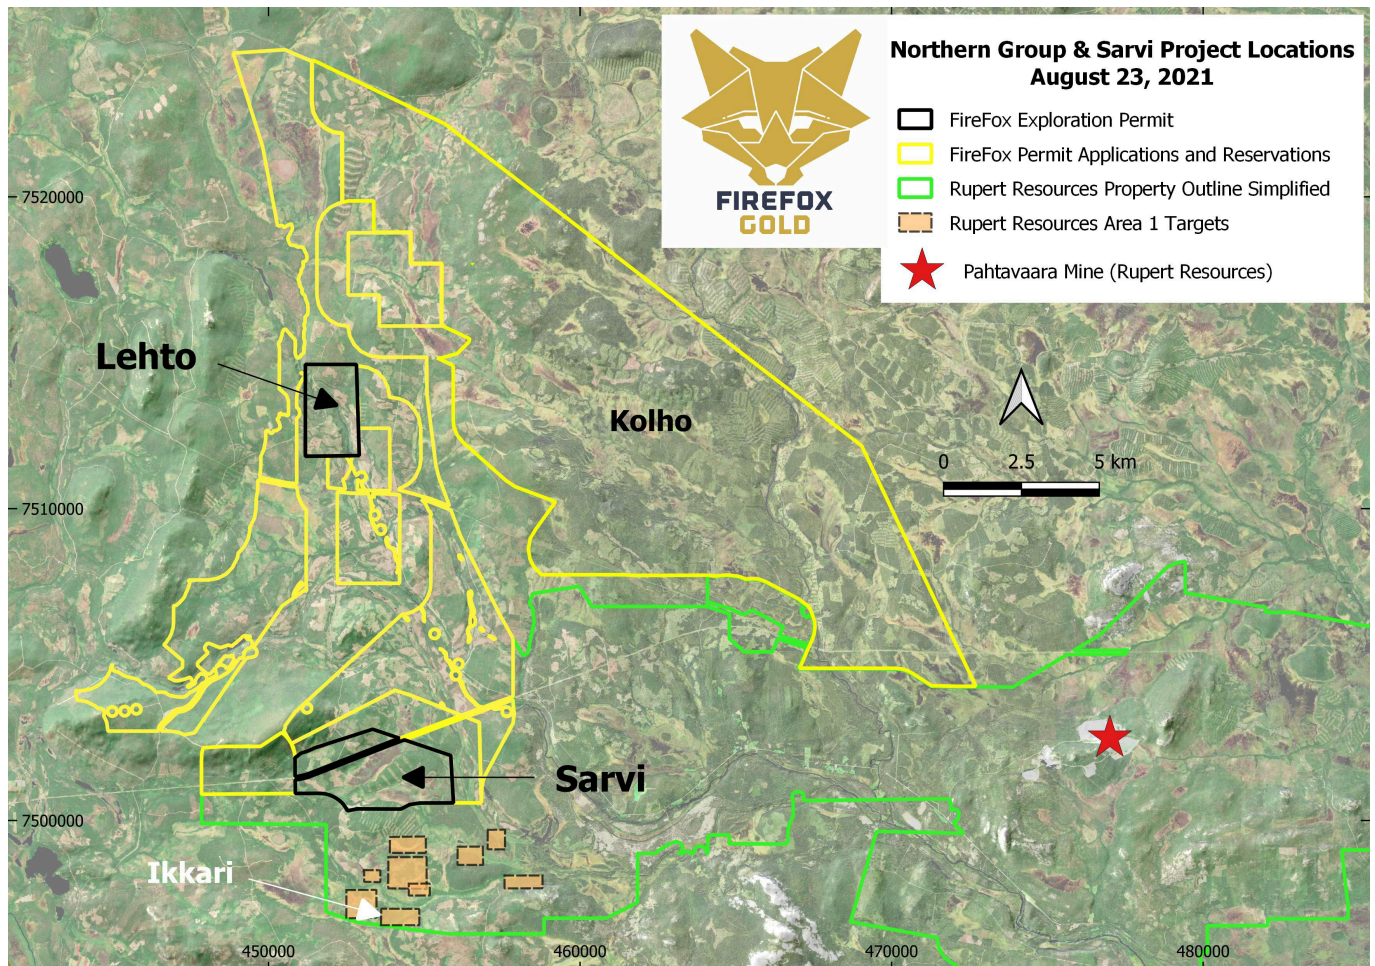 Northern Group & Sarvi Project Locations
August 23, 2021
FireFox Exploration Permit
FireFox Permit Applications and Reservations
Rupert Resources Property Outline Simplified
Rupert Resources Area 1 Targets
Pahtavaara Mine (Rupert Resources)
FIREFOX
GOLD
7520000
Lehto
Kolho
0 2.5 5 km
7510000
Sarvi
7500000
Ikkari
450000 460000 470000 480000